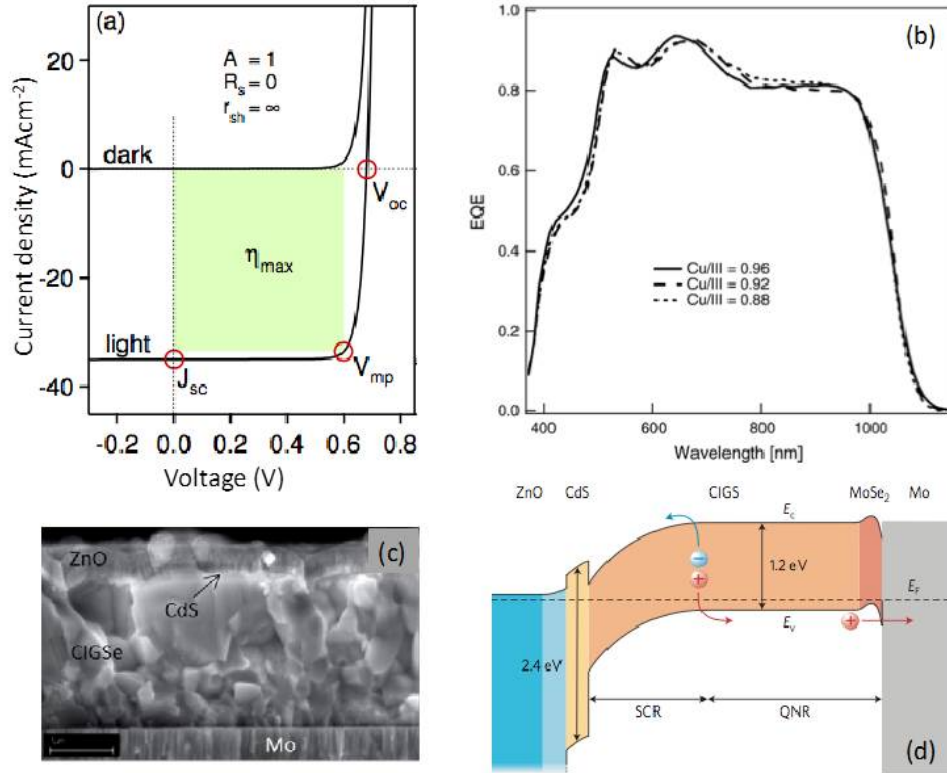 (a)
A = 1
R_s = 0
r_sh = ∞
dark
light
V_oc
η_max
V_mp
J_sc
20
0
-20
-40
-0.2 0.0 0.2 0.4 0.6 0.8
Current density (mAcm⁻²)
Voltage (V)
(b)
1.0
0.8
0.6
0.4
0.2
0.0
EQE
Cu/III = 0.96
Cu/III = 0.92
Cu/III = 0.88
400 600 800 1000
Wavelength [nm]
(c)
ZnO
CdS
CIGSe
Mo
ZnO CdS CIGS MoSe₂ Mo
E_c
1.2 eV
E_F
E_v
2.4 eV
SCR QNR
(d)